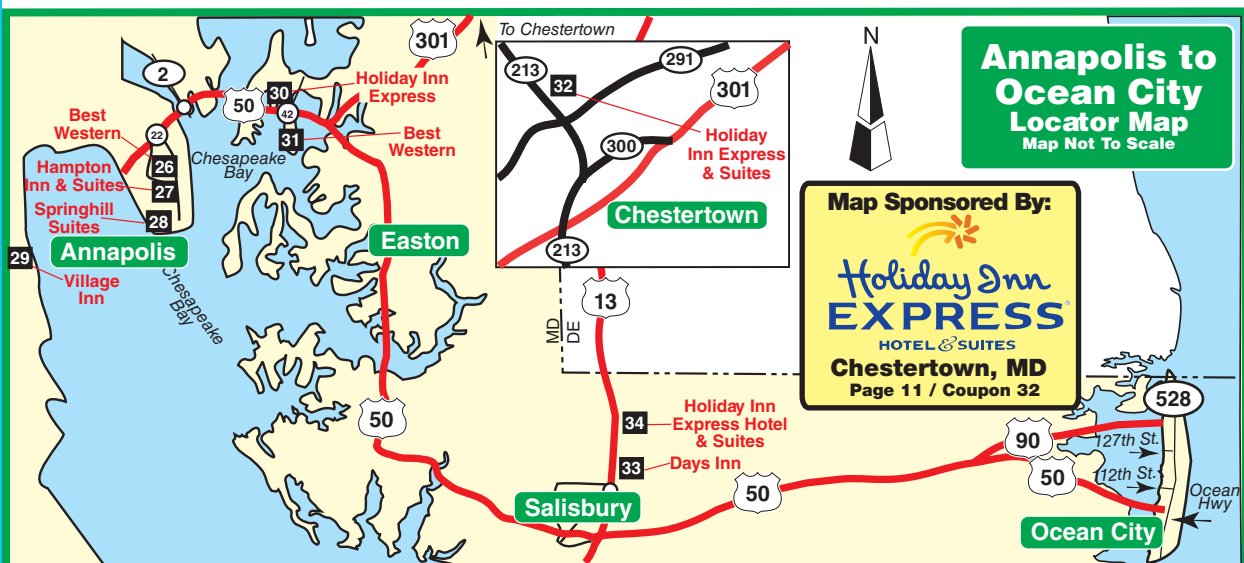 To Chestertown
301
2
213
291
N
Annapolis to
Ocean City
Locator Map
Map Not To Scale
50
30
Holiday Inn
Express
42
32
301
22
Best
Western
31
Best
Western
300
Holiday
Inn Express
& Suites
26
Chesapeake
Bay
Hampton
Inn & Suites
27
Springhill
Suites
28
Chestertown
Map Sponsored By:
Holiday Inn
EXPRESS
HOTEL & SUITES
Chestertown, MD
Page 11 / Coupon 32
Annapolis
Easton
213
29
Village
Inn
Chesapeake
Bay
13
MD
DE
50
34
Holiday Inn
Express Hotel
& Suites
33
Days Inn
528
90
127th St.
50
112th St.
50
Salisbury
Ocean
Hwy
Ocean City